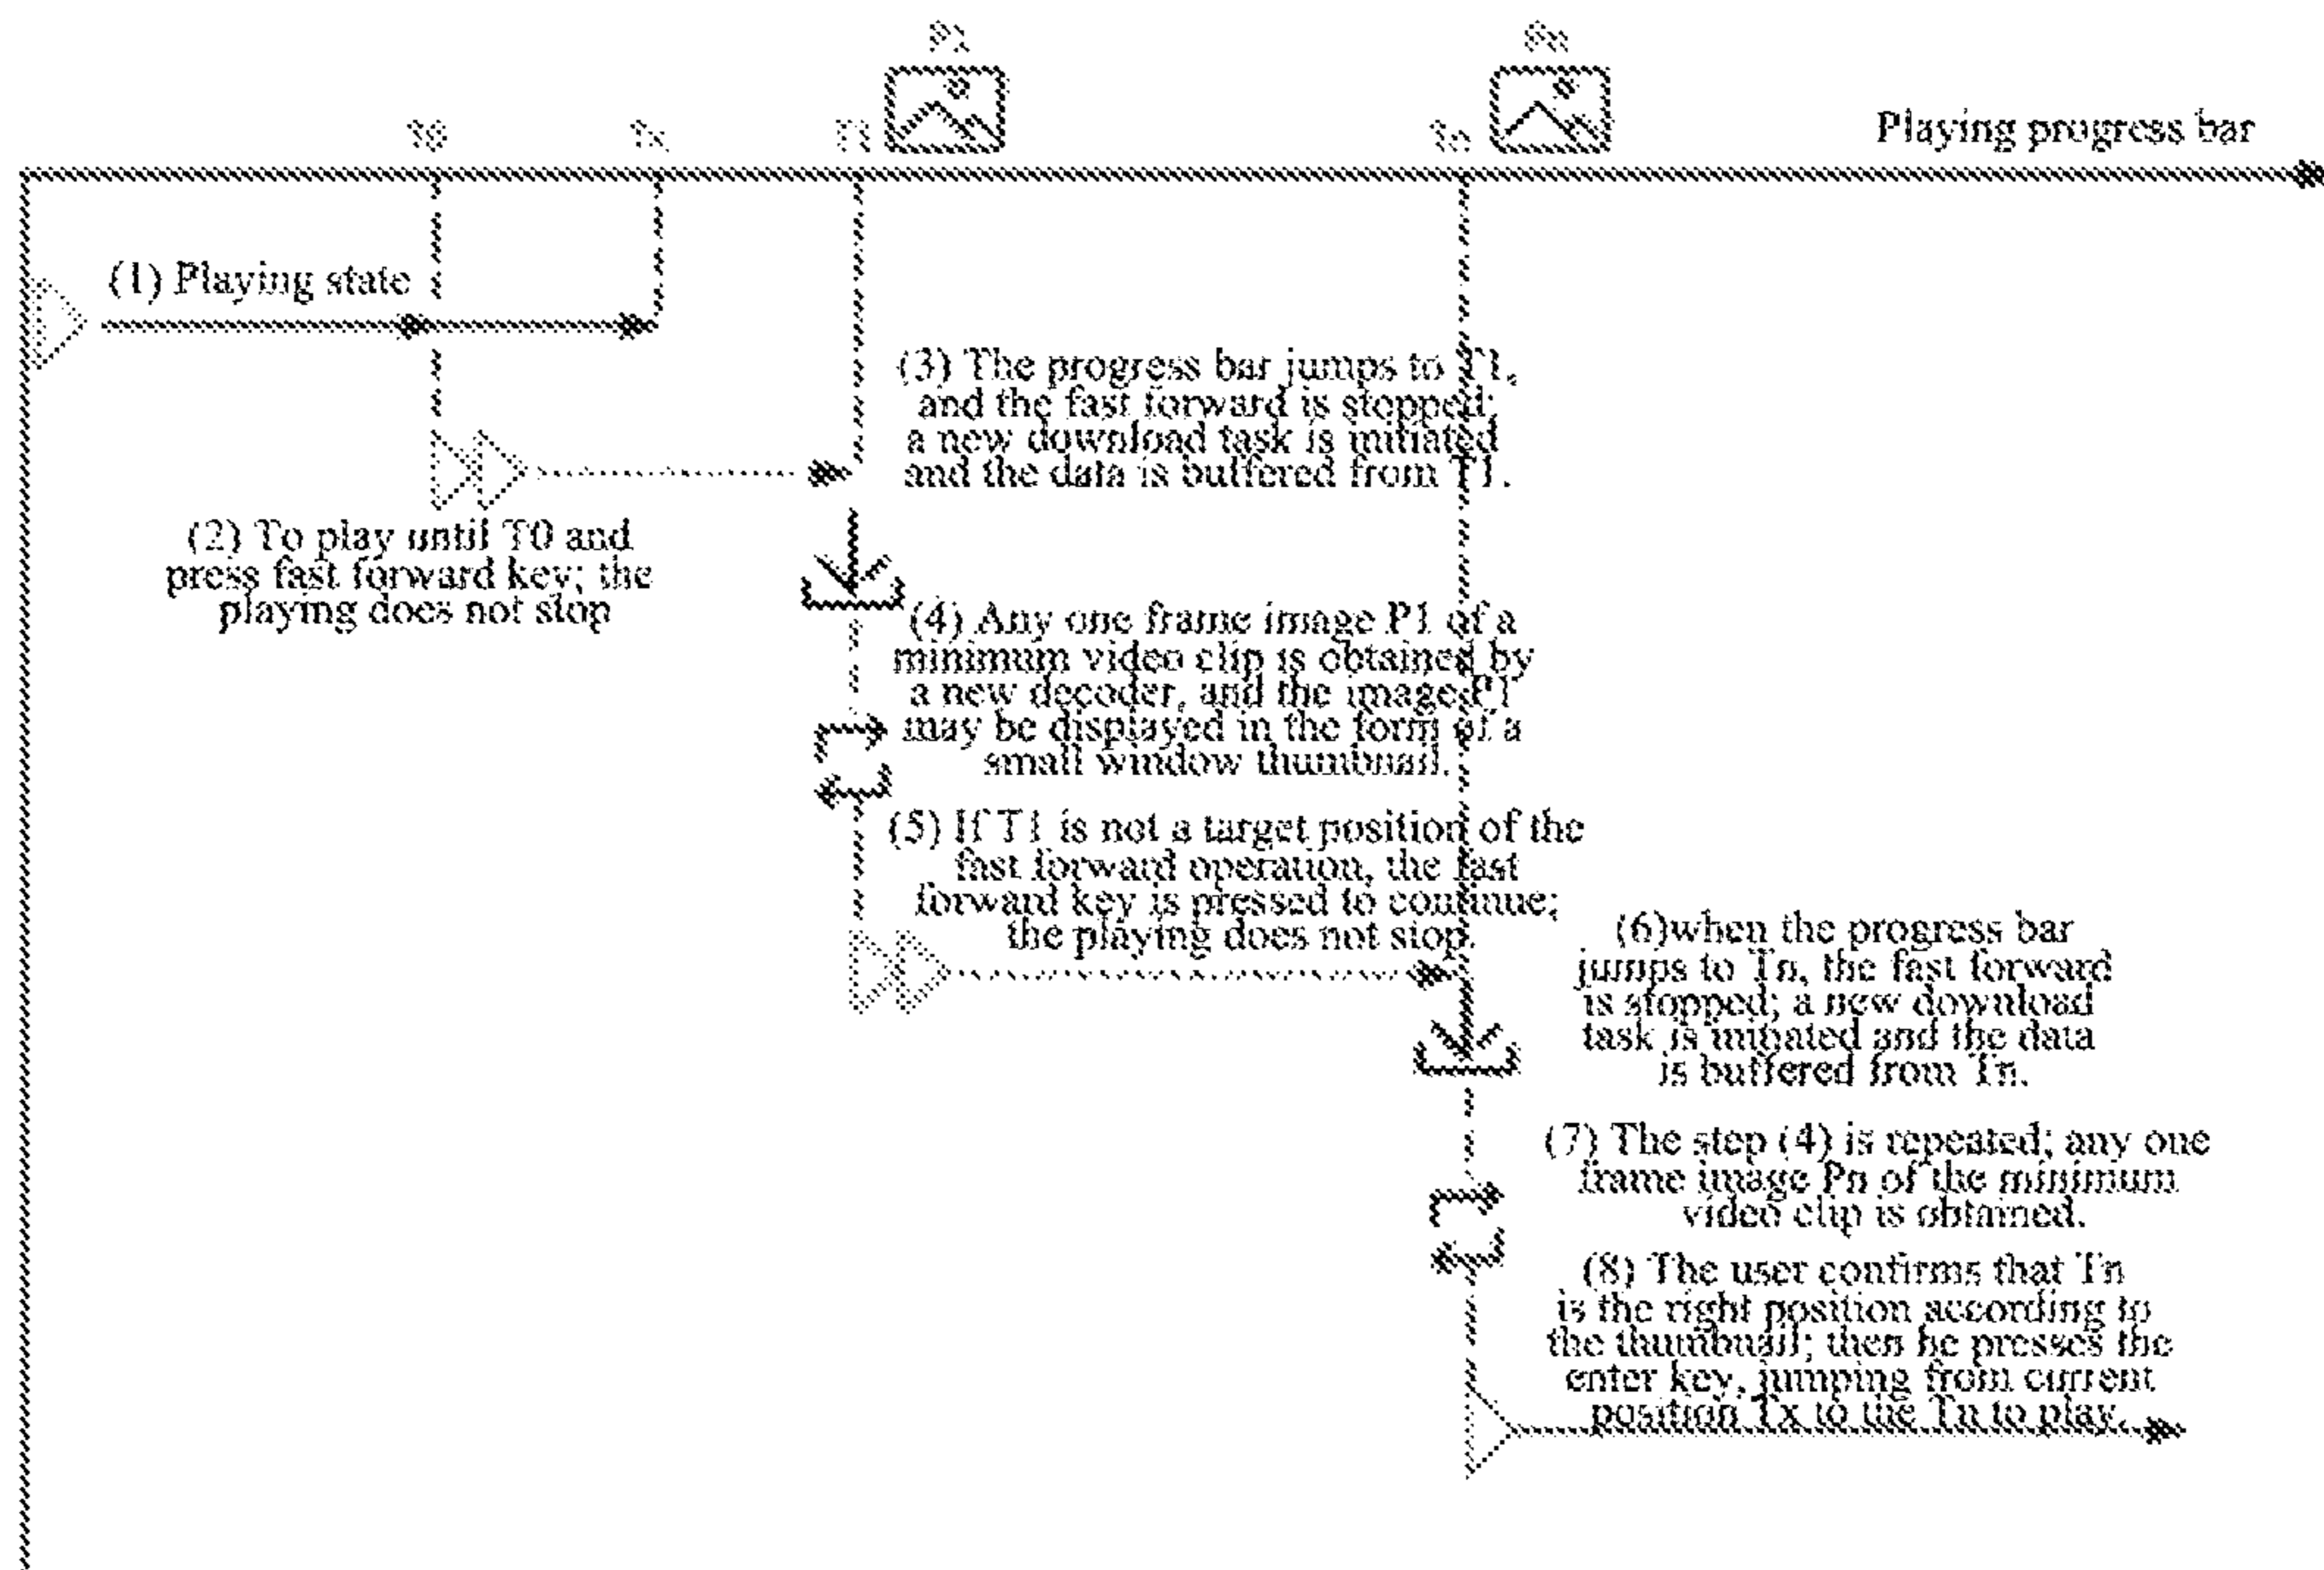 P1
Pn
T0
Tx
T1
Tn
Playing progress bar
(1) Playing state
(2) To play until T0 and
press fast forward key; the
playing does not stop
(3) The progress bar jumps to T1,
and the fast forward is stopped;
a new download task is initiated
and the data is buffered from T1.
(4) Any one frame image P1 of a
minimum video clip is obtained by
a new decoder, and the image P1
may be displayed in the form of a
small window thumbnail.
(5) If T1 is not a target position of the
fast forward operation, the fast
forward key is pressed to continue;
the playing does not stop.
(6)when the progress bar
jumps to Tn, the fast forward
is stopped; a new download
task is initiated and the data
is buffered from Tn.
(7) The step (4) is repeated; any one
frame image Pn of the minimum
video clip is obtained.
(8) The user confirms that Tn
is the right position according to
the thumbnail; then he presses the
enter key, jumping from current
position Tx to the Tn to play.